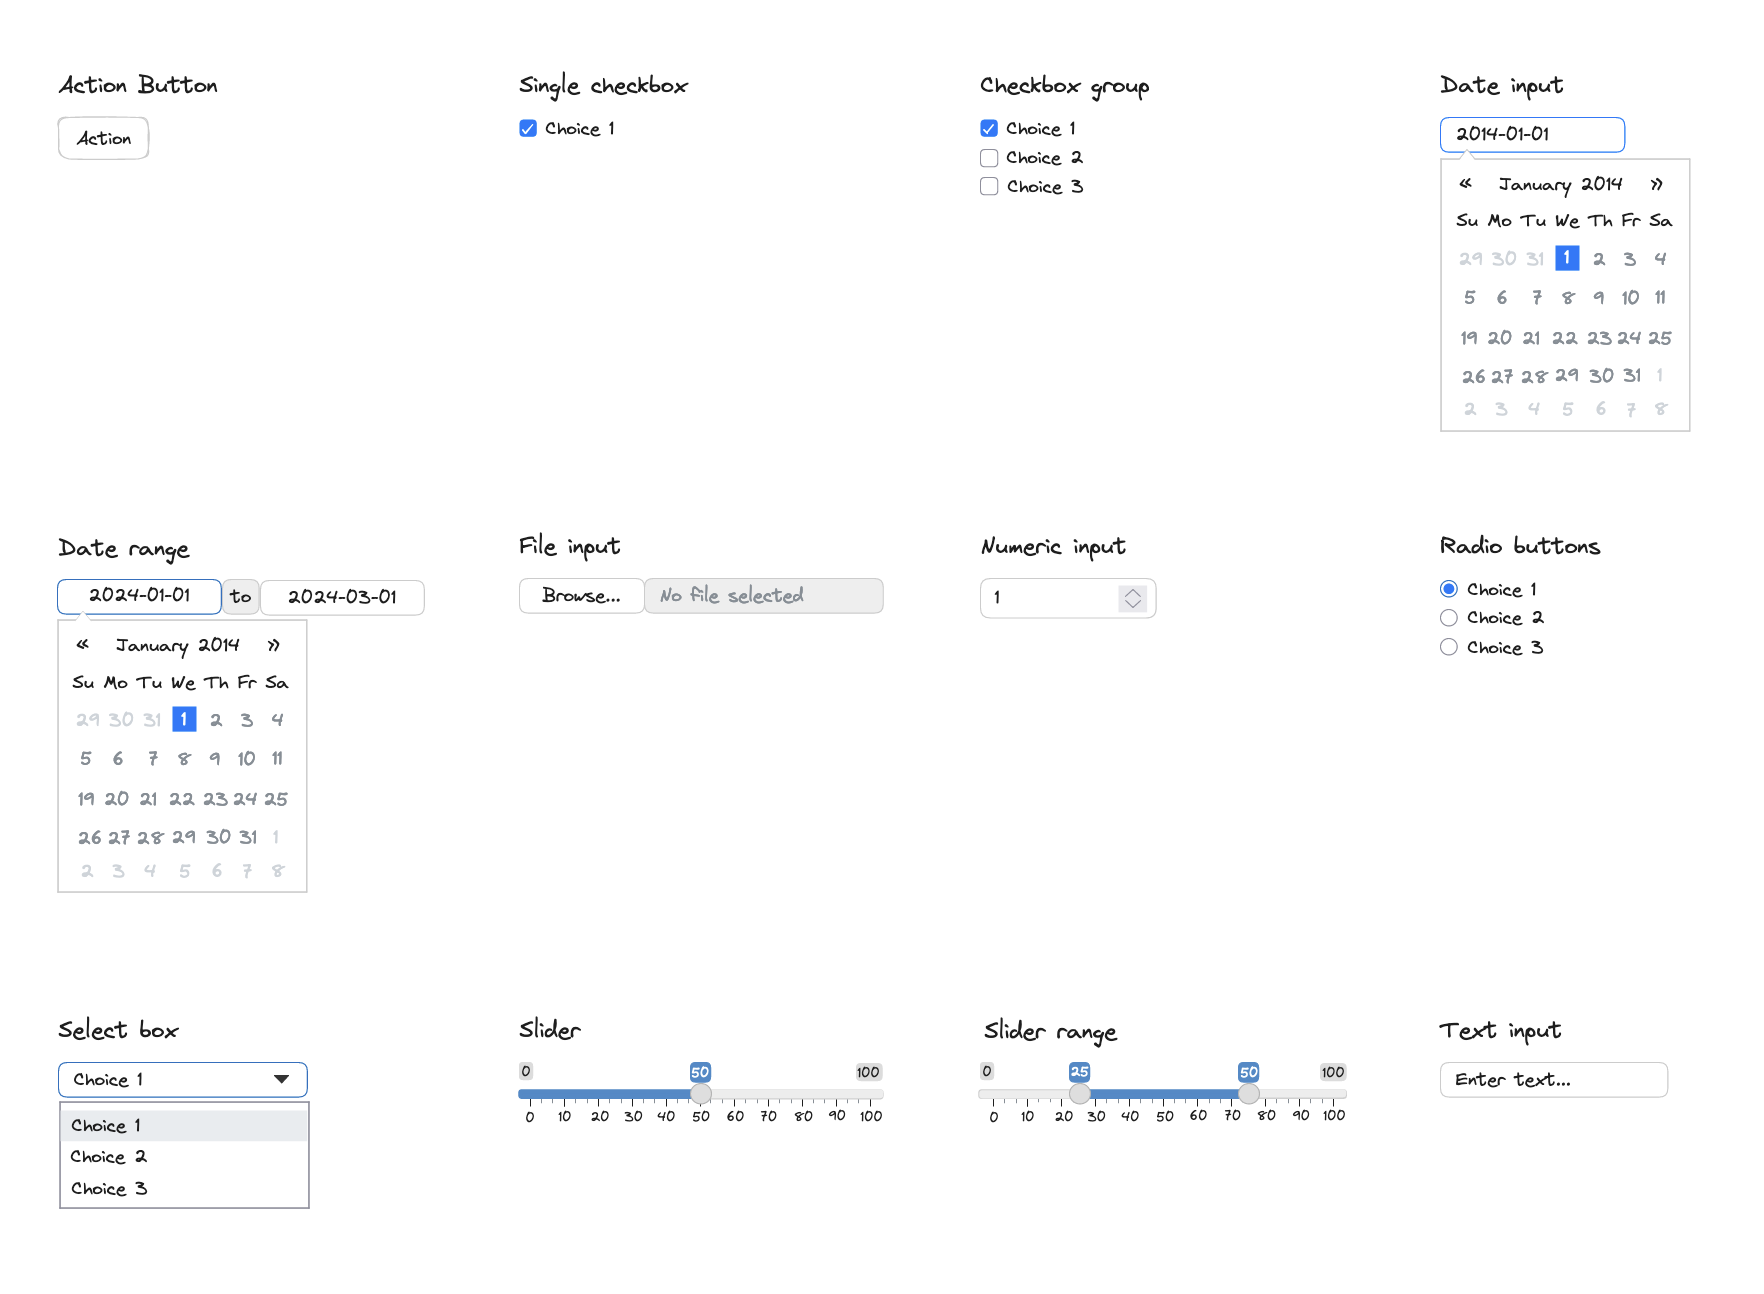 Action Button
Action
Single checkbox
Choice 1
Checkbox group
Choice 1
Choice 2
Choice 3
Date input
2014-01-01
« January 2014 »
Su Mo Tu We Th Fr Sa
29 30 31 1 2 3 4
5 6 7 8 9 10 11
19 20 21 22 23 24 25
26 27 28 29 30 31 1
2 3 4 5 6 7 8
Date range
2024-01-01 to 2024-03-01
« January 2014 »
Su Mo Tu We Th Fr Sa
29 30 31 1 2 3 4
5 6 7 8 9 10 11
19 20 21 22 23 24 25
26 27 28 29 30 31 1
2 3 4 5 6 7 8
File input
Browse... No file selected
Numeric input
1
Radio buttons
Choice 1
Choice 2
Choice 3
Select box
Choice 1
Choice 1
Choice 2
Choice 3
Slider
0 50 100
0 10 20 30 40 50 60 70 80 90 100
Slider range
0 25 50 100
0 10 20 30 40 50 60 70 80 90 100
Text input
Enter text...